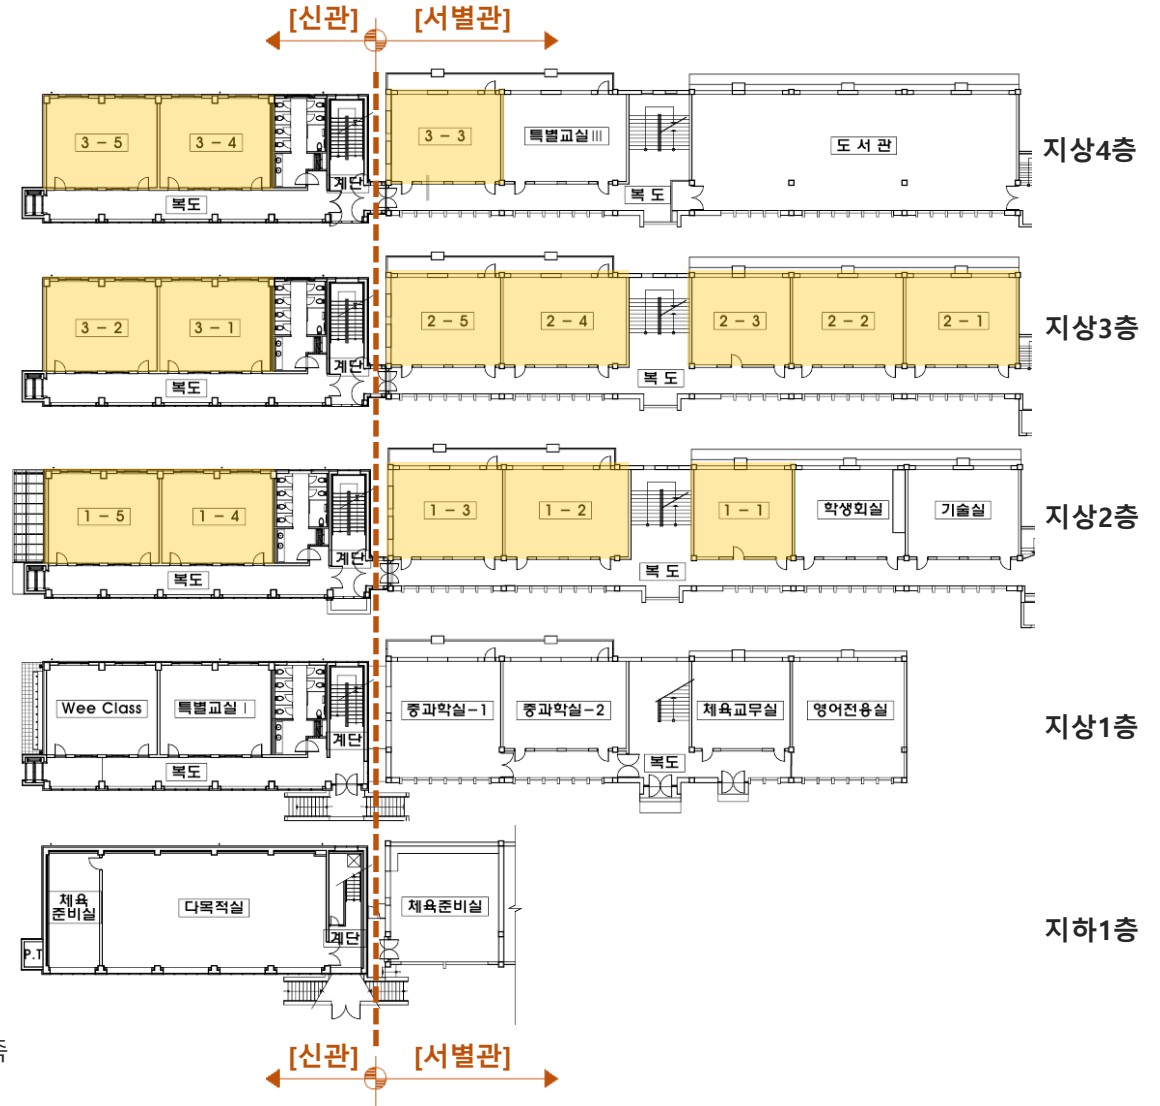 [신관] [서별관]
3 - 5 3 - 4 3 - 3 특별교실Ⅲ 도 서 관 지상4층
계단
복도 복 도
3 - 2 3 - 1 2 - 5 2 - 4 2 - 3 2 - 2 2 - 1 지상3층
계단
복도 복 도
1 - 5 1 - 4 1 - 3 1 - 2 1 - 1 학생회실 기술실 지상2층
계단
복도 복 도
Wee Class 특별교실Ⅰ 중과학실-1 중과학실-2 체육교무실 영어전용실 지상1층
계단
복도 복도
체육
준비실
다목적실 체육준비실 지하1층
계단
P.T
[신관] [서별관]